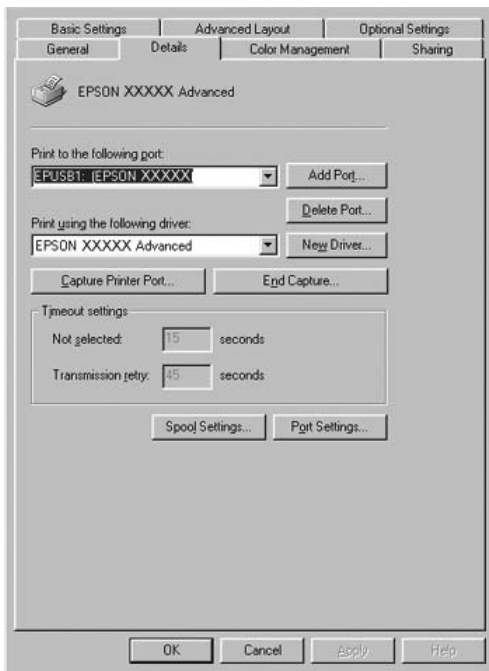 Basic Settings Advanced Layout Optional Settings
General Details Color Management Sharing
EPSON XXXXX Advanced
Print to the following port:
EPUSB1: (EPSON XXXXX Add Port...
Delete Port...
Print using the following driver:
EPSON XXXXX Advanced New Driver...
Capture Printer Port... End Capture...
Timeout settings
Not selected: 15 seconds
Transmission retry: 45 seconds
Spool Settings... Port Settings...
OK Cancel Apply Help